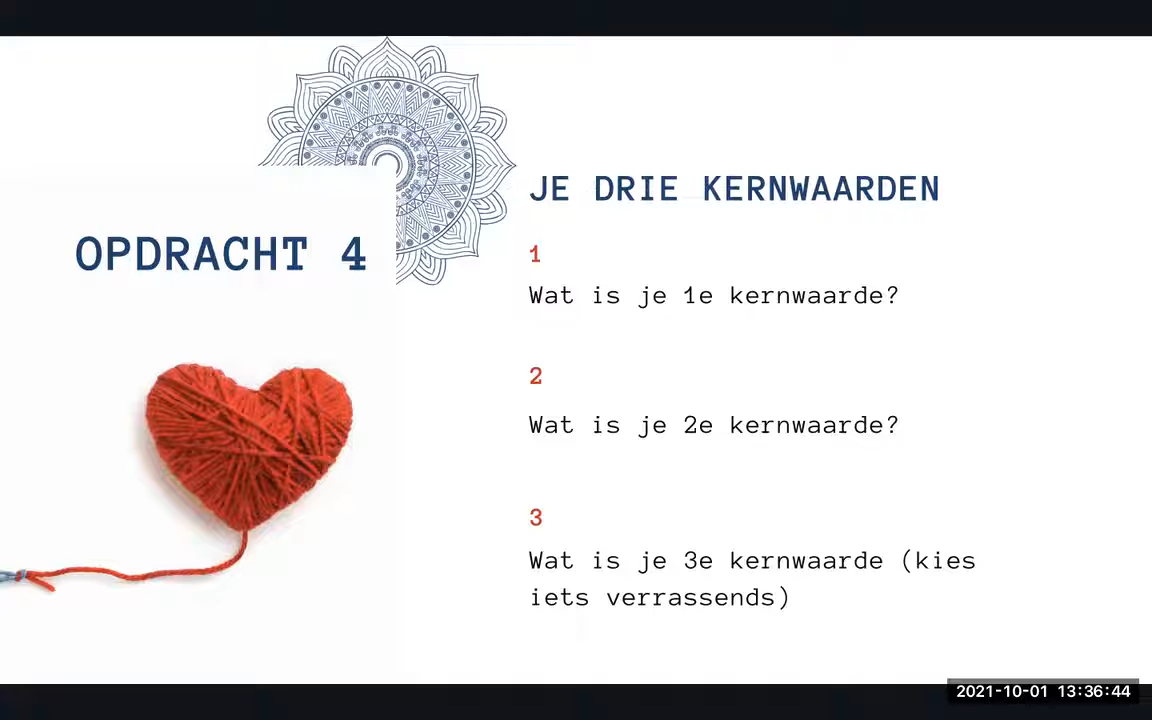 OPDRACHT 4
JE DRIE KERNWAARDEN
1
Wat is je 1e kernwaarde?
2
Wat is je 2e kernwaarde?
3
Wat is je 3e kernwaarde (kies
iets verrassends)
2021-10-01 13:36:44